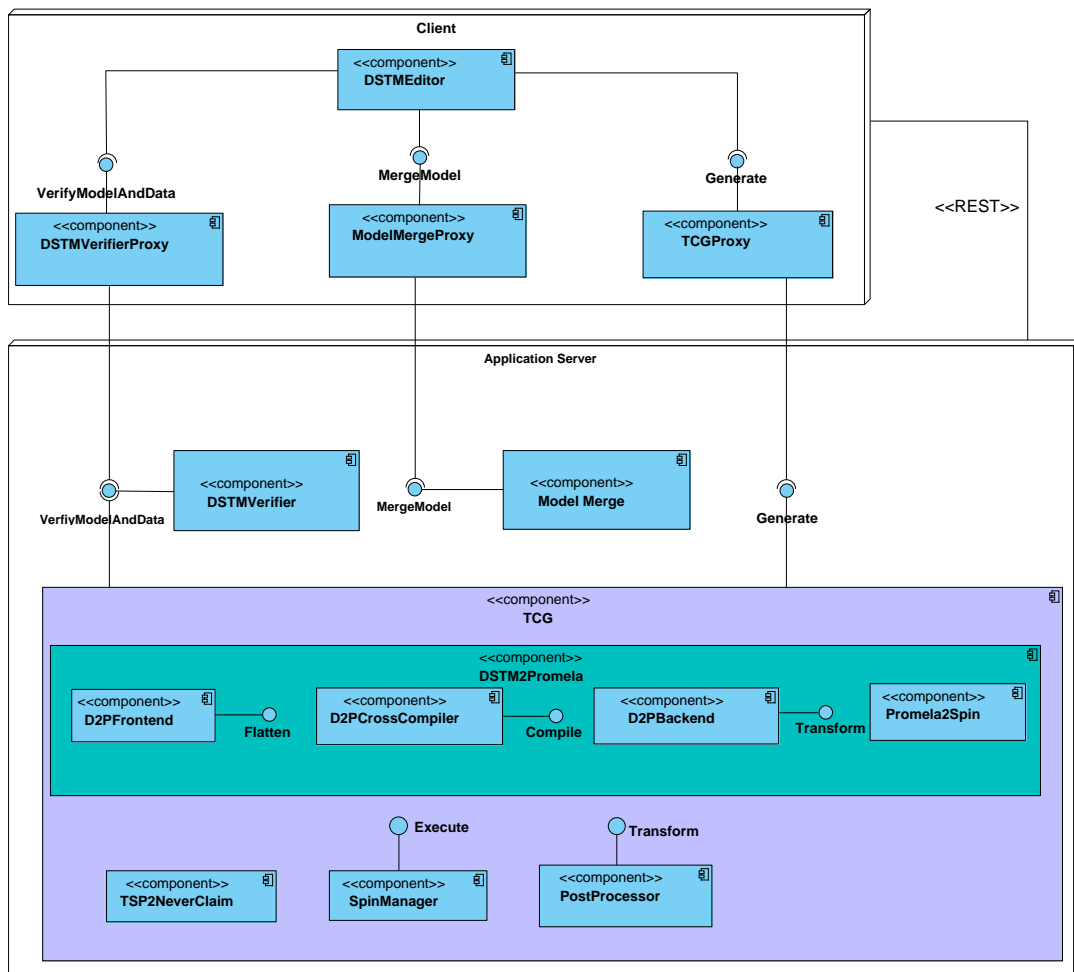 Client
<<component>>
DSTMEditor
VerifyModelAndData
MergeModel
Generate
<<REST>>
<<component>>
DSTMVerifierProxy
<<component>>
ModelMergeProxy
<<component>>
TCGProxy
Application Server
<<component>>
DSTMVerifier
<<component>>
Model Merge
VerfiyModelAndData
MergeModel
Generate
<<component>>
TCG
<<component>>
DSTM2Promela
<<component>>
D2PFrontend
Flatten
<<component>>
D2PCrossCompiler
Compile
<<component>>
D2PBackend
Transform
<<component>>
Promela2Spin
Execute
Transform
<<component>>
TSP2NeverClaim
<<component>>
SpinManager
<<component>>
PostProcessor